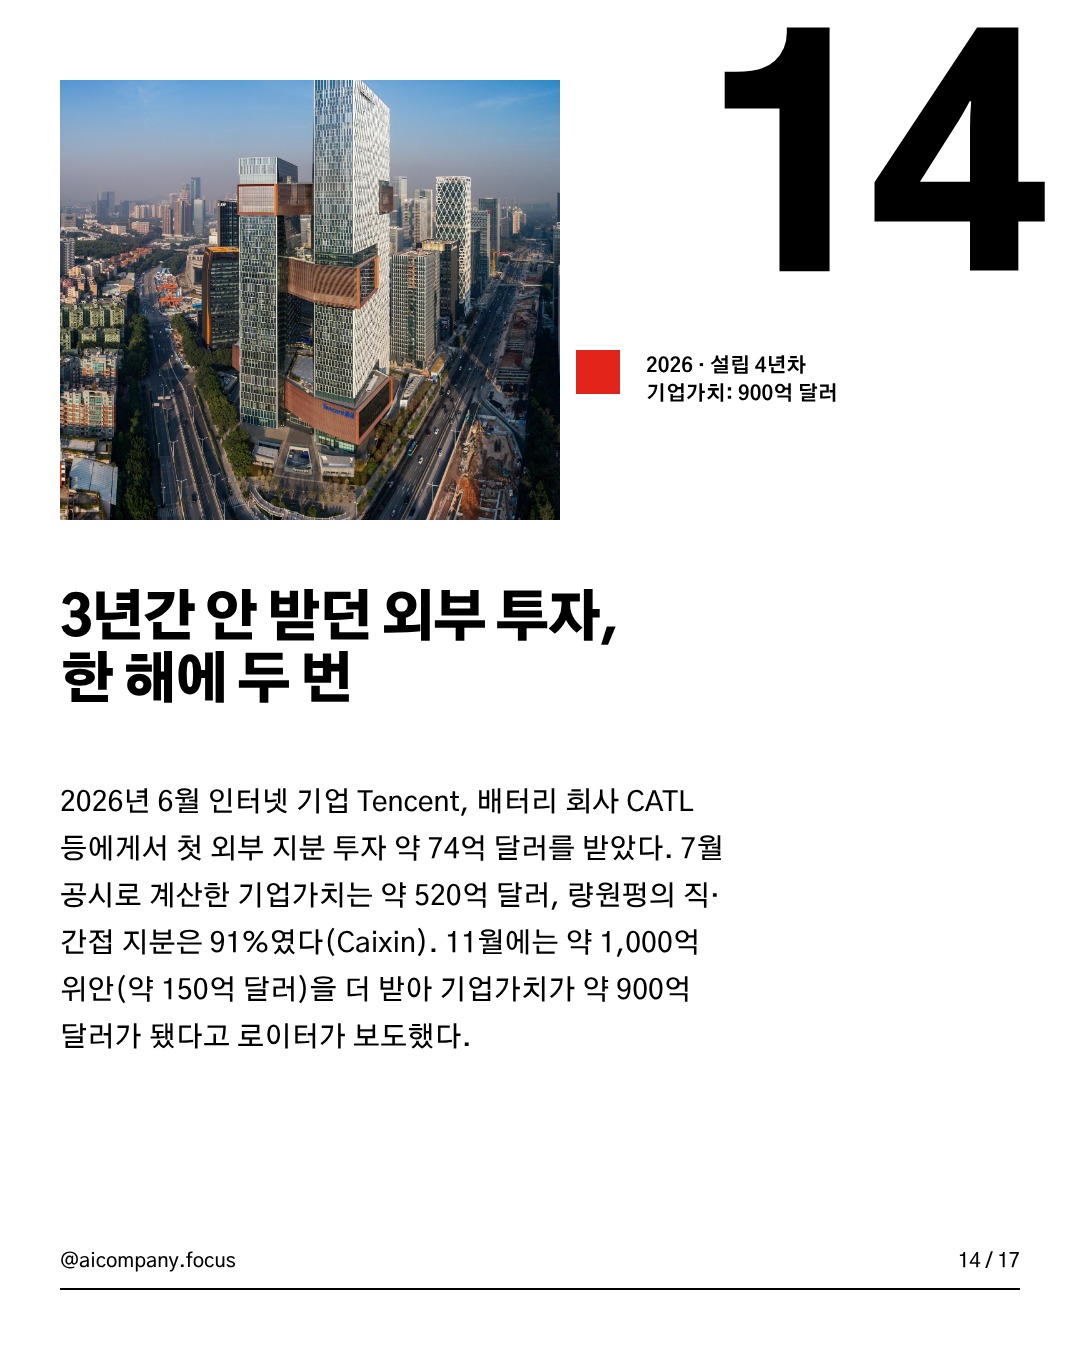 14
Tencent 腾讯
2026 · 설립 4년차
기업가치: 900억 달러
3년간 안 받던 외부 투자,
한 해에 두 번
2026년 6월 인터넷 기업 Tencent, 배터리 회사 CATL
등에게서 첫 외부 지분 투자 약 74억 달러를 받았다. 7월
공시로 계산한 기업가치는 약 520억 달러, 량원펑의 직·
간접 지분은 91%였다(Caixin). 11월에는 약 1,000억
위안(약 150억 달러)을 더 받아 기업가치가 약 900억
달러가 됐다고 로이터가 보도했다.
@aicompany.focus
14 / 17